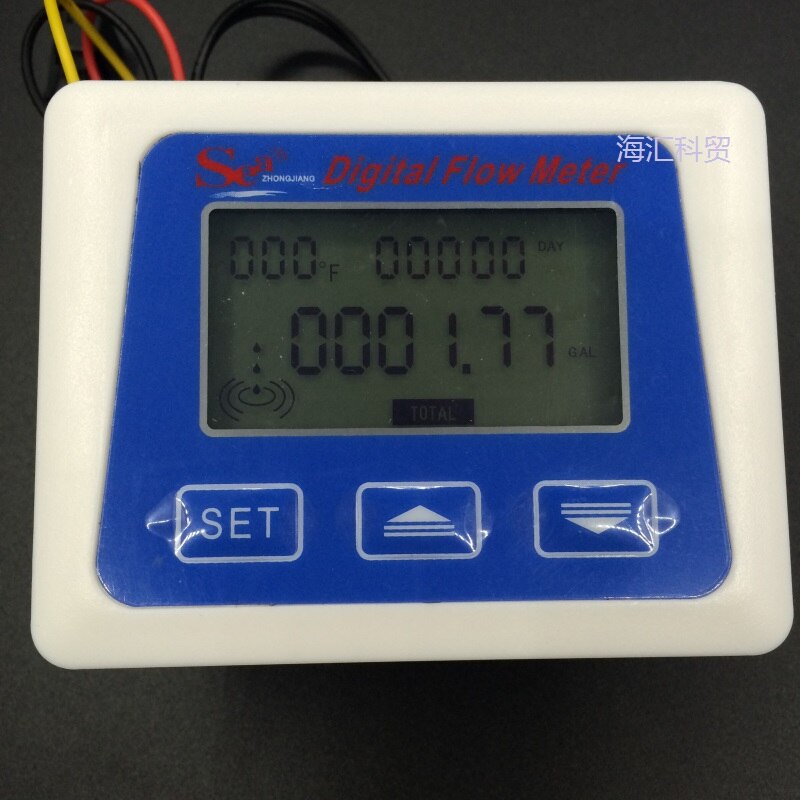 海汇科贸
Sea ZHONGJIANG Digital Flow Meter
000°F 00000 DAY
0001.77 GAL
TOTAL
SET